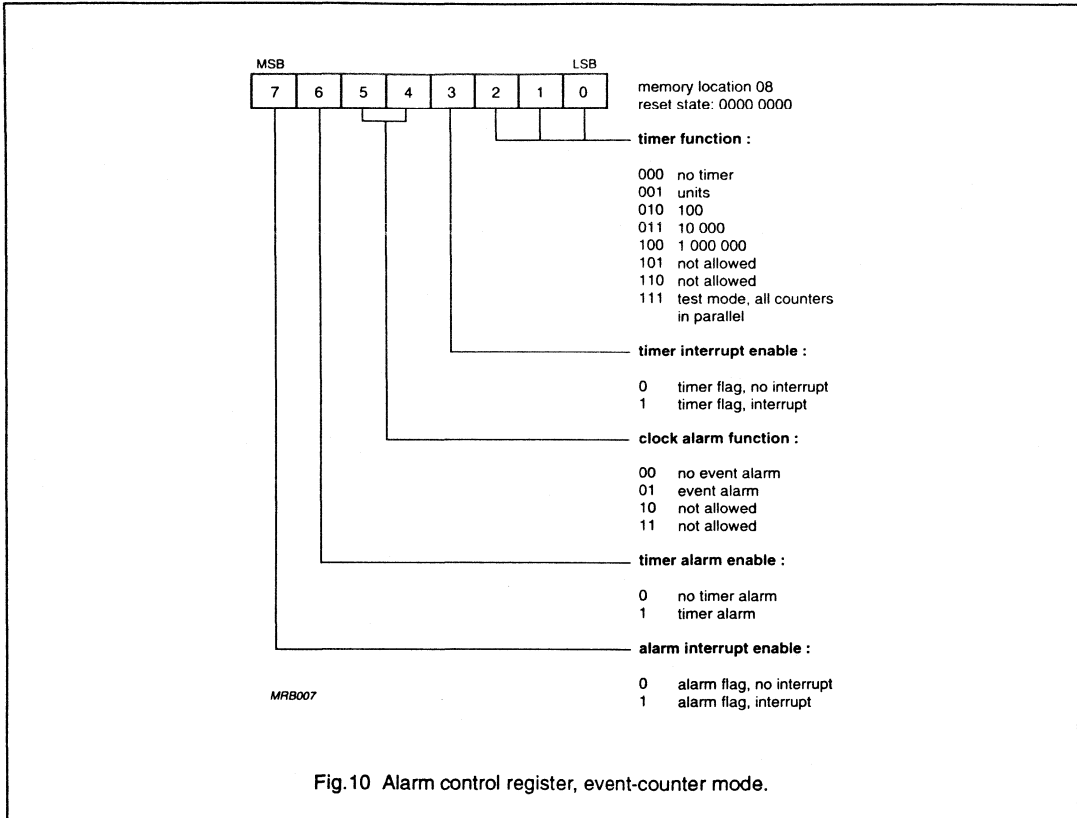 MSB LSB
7 6 5 4 3 2 1 0
memory location 08
reset state: 0000 0000
timer function :
000 no timer
001 units
010 100
011 10 000
100 1 000 000
101 not allowed
110 not allowed
111 test mode, all counters
in parallel
timer interrupt enable :
0 timer flag, no interrupt
1 timer flag, interrupt
clock alarm function :
00 no event alarm
01 event alarm
10 not allowed
11 not allowed
timer alarm enable :
0 no timer alarm
1 timer alarm
alarm interrupt enable :
0 alarm flag, no interrupt
1 alarm flag, interrupt
MRB007
Fig.10 Alarm control register, event-counter mode.